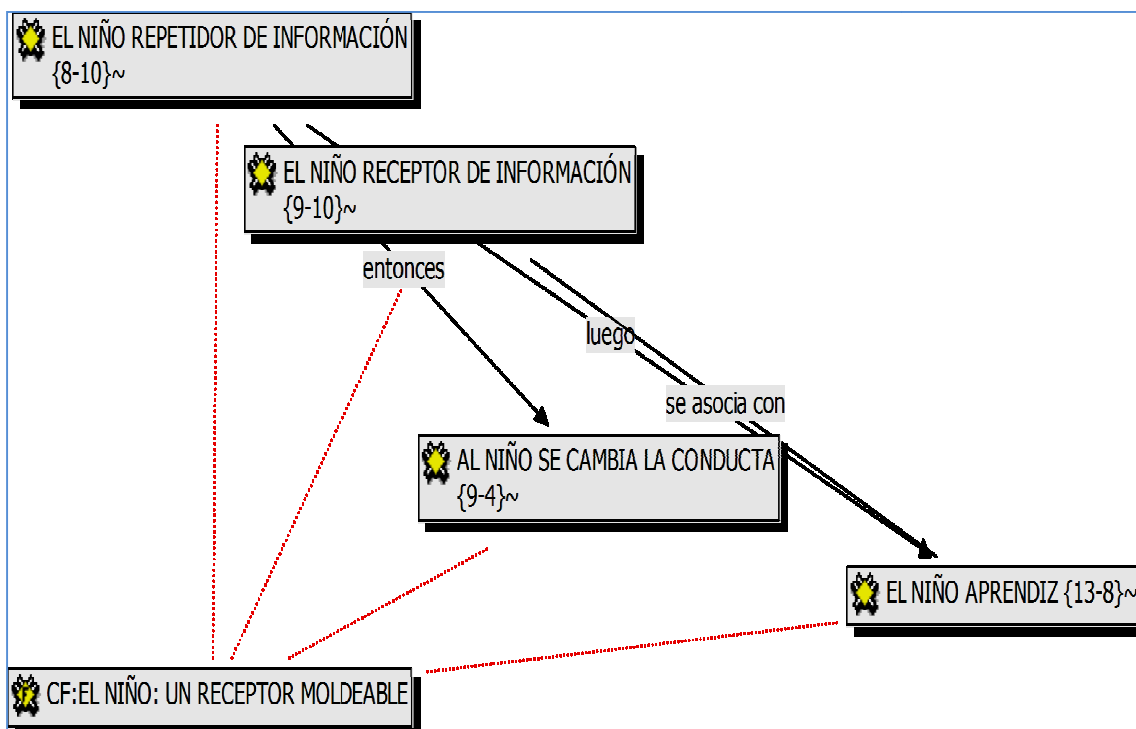 EL NIÑO REPETIDOR DE INFORMACIÓN
{8-10}~
EL NIÑO RECEPTOR DE INFORMACIÓN
{9-10}~
entonces
luego
se asocia con
AL NIÑO SE CAMBIA LA CONDUCTA
{9-4}~
EL NIÑO APRENDIZ {13-8}~
CF:EL NIÑO: UN RECEPTOR MOLDEABLE